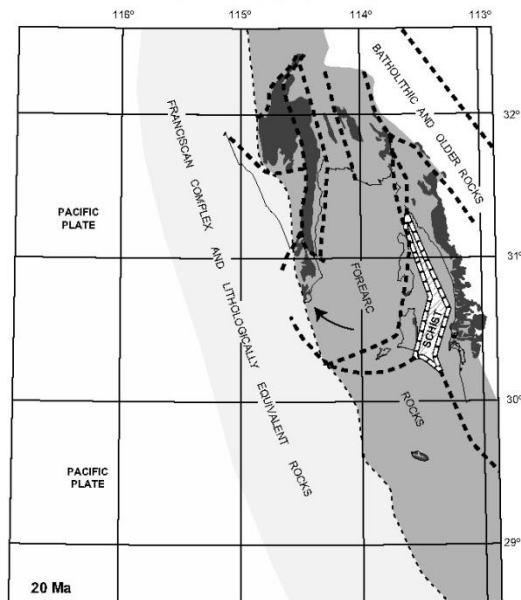 116°
115°
114°
113°
BATHOLITHIC AND OLDER ROCKS
32°
FRANCISCAN COMPLEX AND LITHOLOGICALLY EQUIVALENT ROCKS
PACIFIC
PLATE
31°
FOREARC
ROCKS
SCHIST
30°
PACIFIC
PLATE
29°
20 Ma